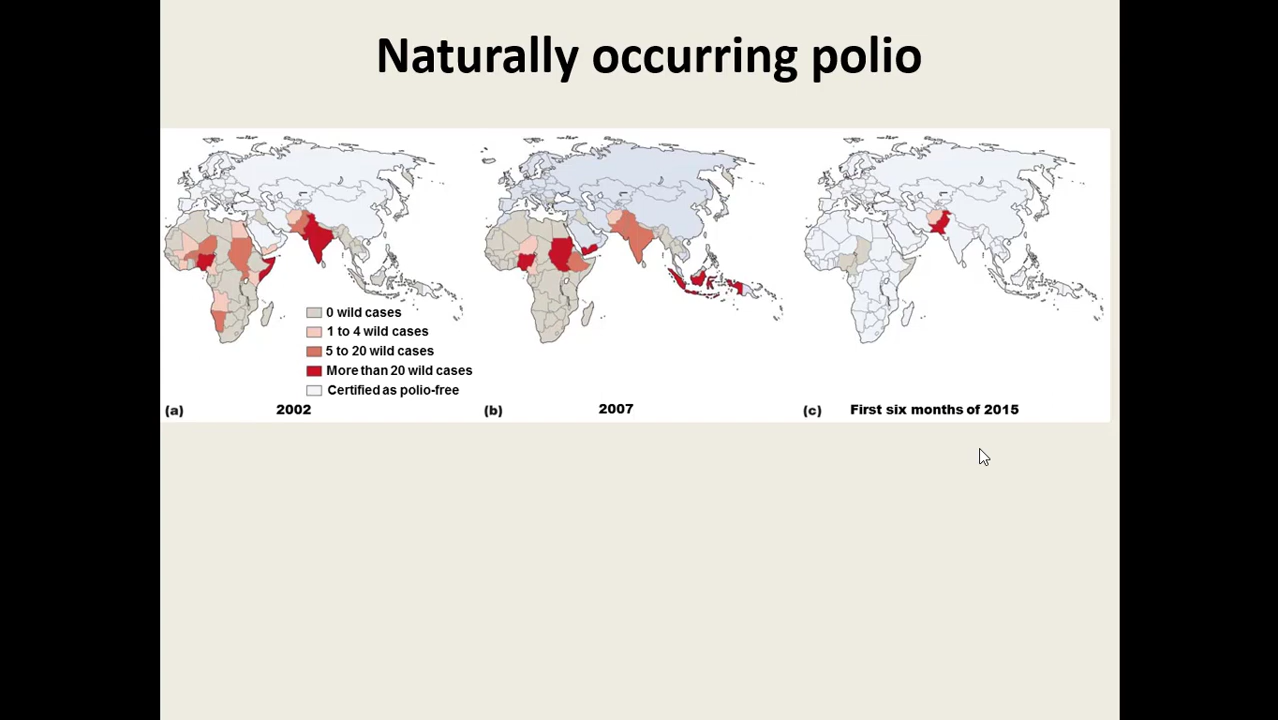 Naturally occurring polio
0 wild cases
1 to 4 wild cases
5 to 20 wild cases
More than 20 wild cases
Certified as polio-free
(a) 2002 (b) 2007 (c) First six months of 2015